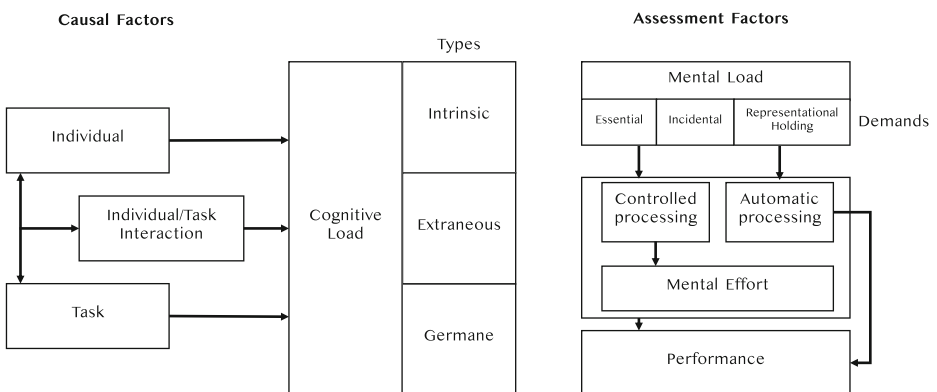 Causal Factors
Types
Individual
Individual/Task
Interaction
Task
Cognitive
Load
Intrinsic
Extraneous
Germane
Assessment Factors
Mental Load
Essential
Incidental
Representational
Holding
Demands
Controlled
processing
Automatic
processing
Mental Effort
Performance